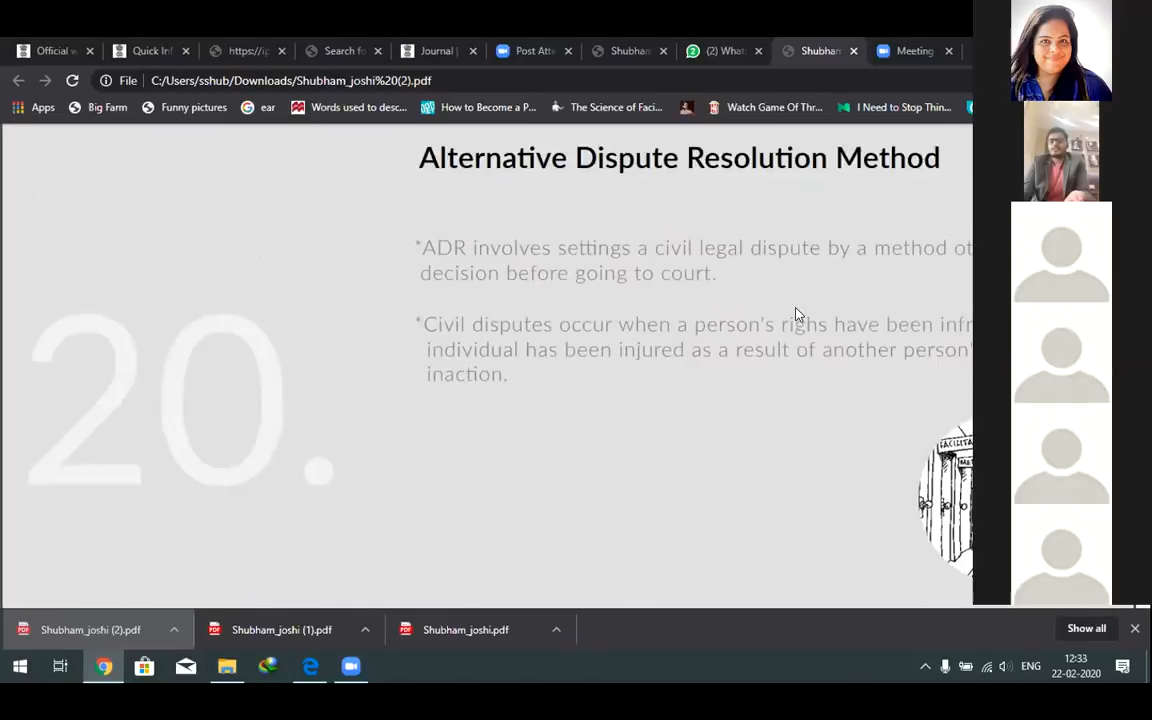 Official w
Quick Inf
https://ip
Search fo
Journal
Post Atte
Shubham
(2) What
Shubham
Meeting
File
C:/Users/sshub/Downloads/Shubham_joshi%20(2).pdf
Apps
Big Farm
Funny pictures
ear
Words used to desc...
How to Become a P...
The Science of Faci...
Watch Game Of Thr...
I Need to Stop Thin...
Alternative Dispute Resolution Method
*ADR involves settings a civil legal dispute by a method ot
decision before going to court.
*Civil disputes occur when a person's righs have been infr
individual has been injured as a result of another person'
inaction.
20.
FACILITA
Shubham_joshi (2).pdf
Shubham_joshi (1).pdf
Shubham_joshi.pdf
Show all
ENG
12:33
22-02-2020